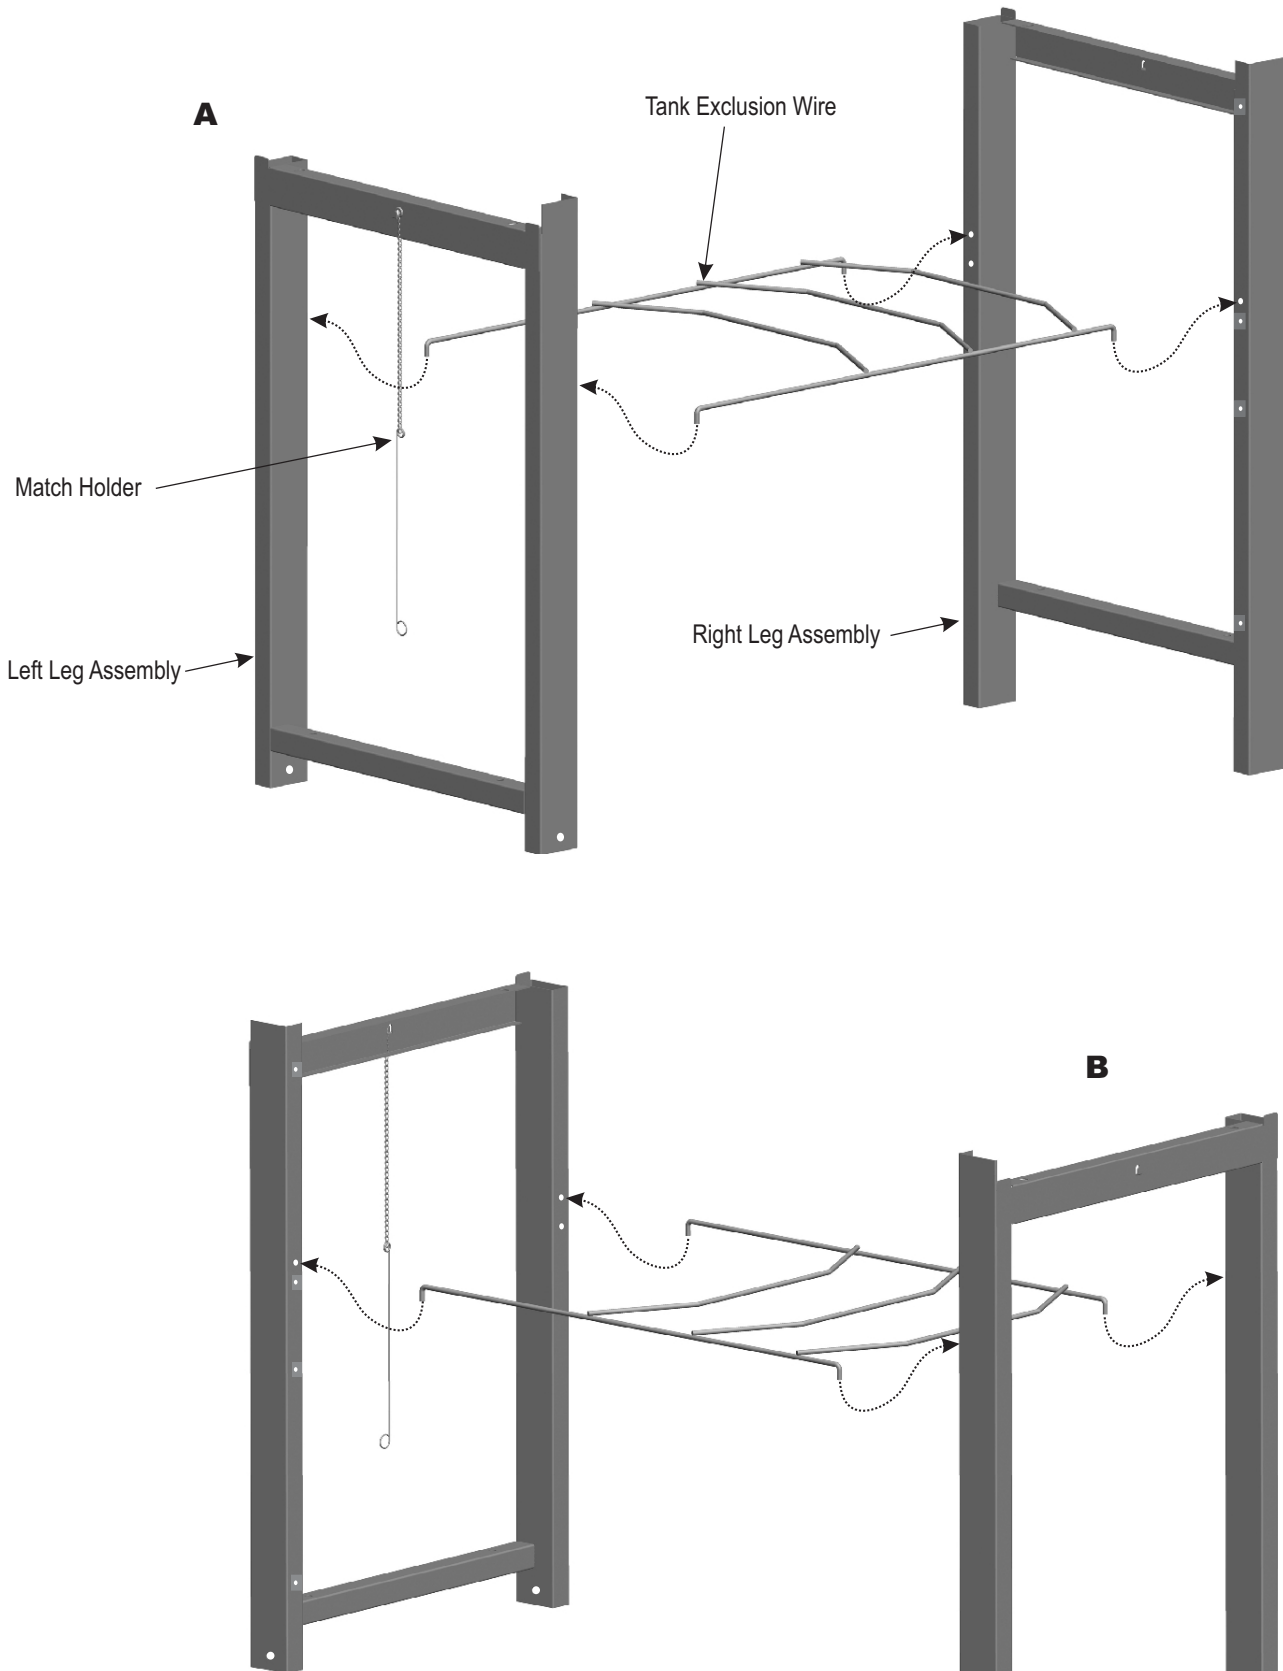 A
Tank Exclusion Wire
Match Holder
Right Leg Assembly
Left Leg Assembly
B